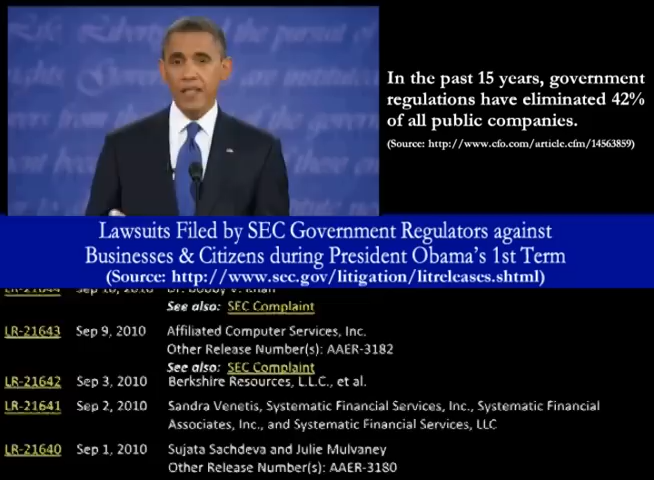 In the past 15 years, government
regulations have eliminated 42%
of all public companies.
(Source: http://www.cfo.com/article.cfm/14563859)
Lawsuits Filed by SEC Government Regulators against
Businesses & Citizens during President Obama's 1st Term
(Source: http://www.sec.gov/litigation/litreleases.shtml)
See also: SEC Complaint
LR-21643 Sep 9, 2010 Affiliated Computer Services, Inc.
Other Release Number(s): AAER-3182
See also: SEC Complaint
LR-21642 Sep 3, 2010 Berkshire Resources, L.L.C., et al.
LR-21641 Sep 2, 2010 Sandra Venetis, Systematic Financial Services, Inc., Systematic Financial
Associates, Inc., and Systematic Financial Services, LLC
LR-21640 Sep 1, 2010 Sujata Sachdeva and Julie Mulvaney
Other Release Number(s): AAER-3180